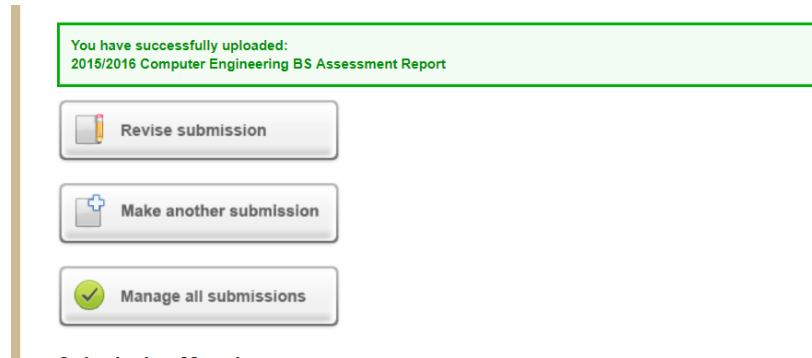 You have successfully uploaded:
2015/2016 Computer Engineering BS Assessment Report
Revise submission
Make another submission
Manage all submissions